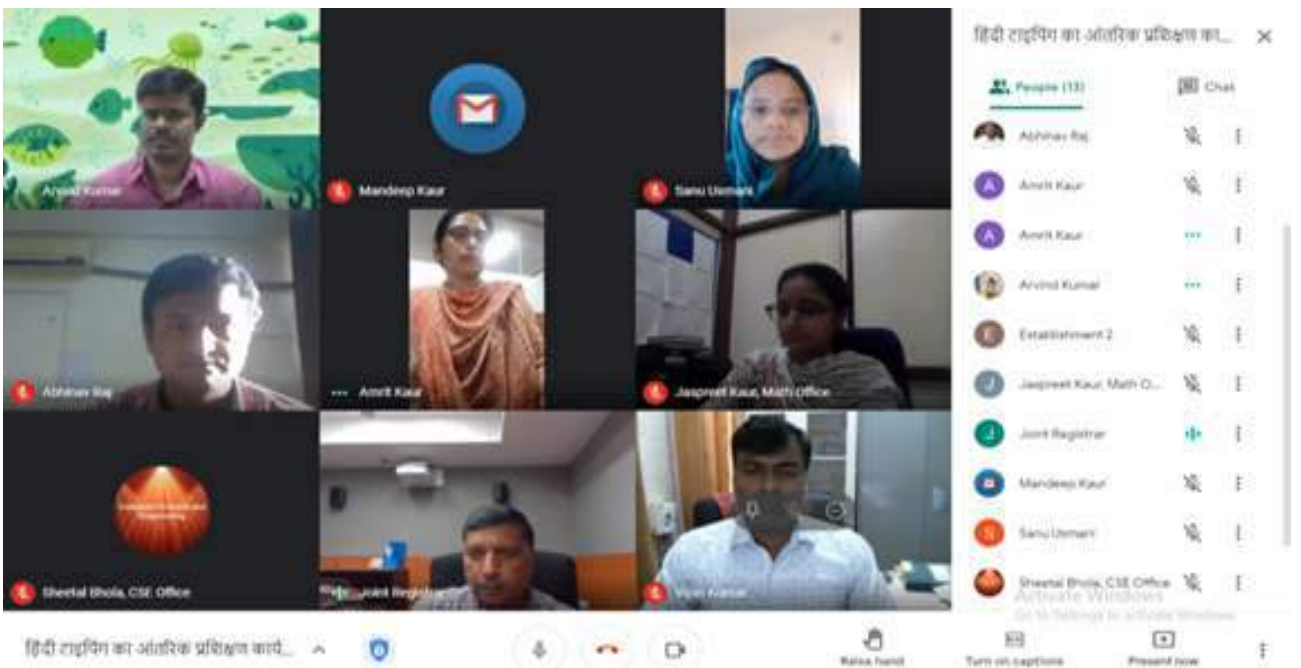 Arvind Kumar
Mandeep Kaur
Sanu Usmani
Abhinav Raj
Amrit Kaur
Jaspreet Kaur, Math Office
Sheetal Bhola, CSE Office
Joint Registrar
Kumar
हिंदी टाइपिंग का आंतरिक प्रशिक्षण का...
People (13)
Chat
Abhinav Raj
A Amrit Kaur
A Amrit Kaur
Arvind Kumar
E Establishment 2
J Jaspreet Kaur, Math O...
J Joint Registrar
Mandeep Kaur
S Sanu Usmani
Sheetal Bhola, CSE Office
Activate Windows
Go to Settings to activate Windows.
हिंदी टाइपिंग का आंतरिक प्रशिक्षण कार्य...
Raise hand
Turn on captions
Present now